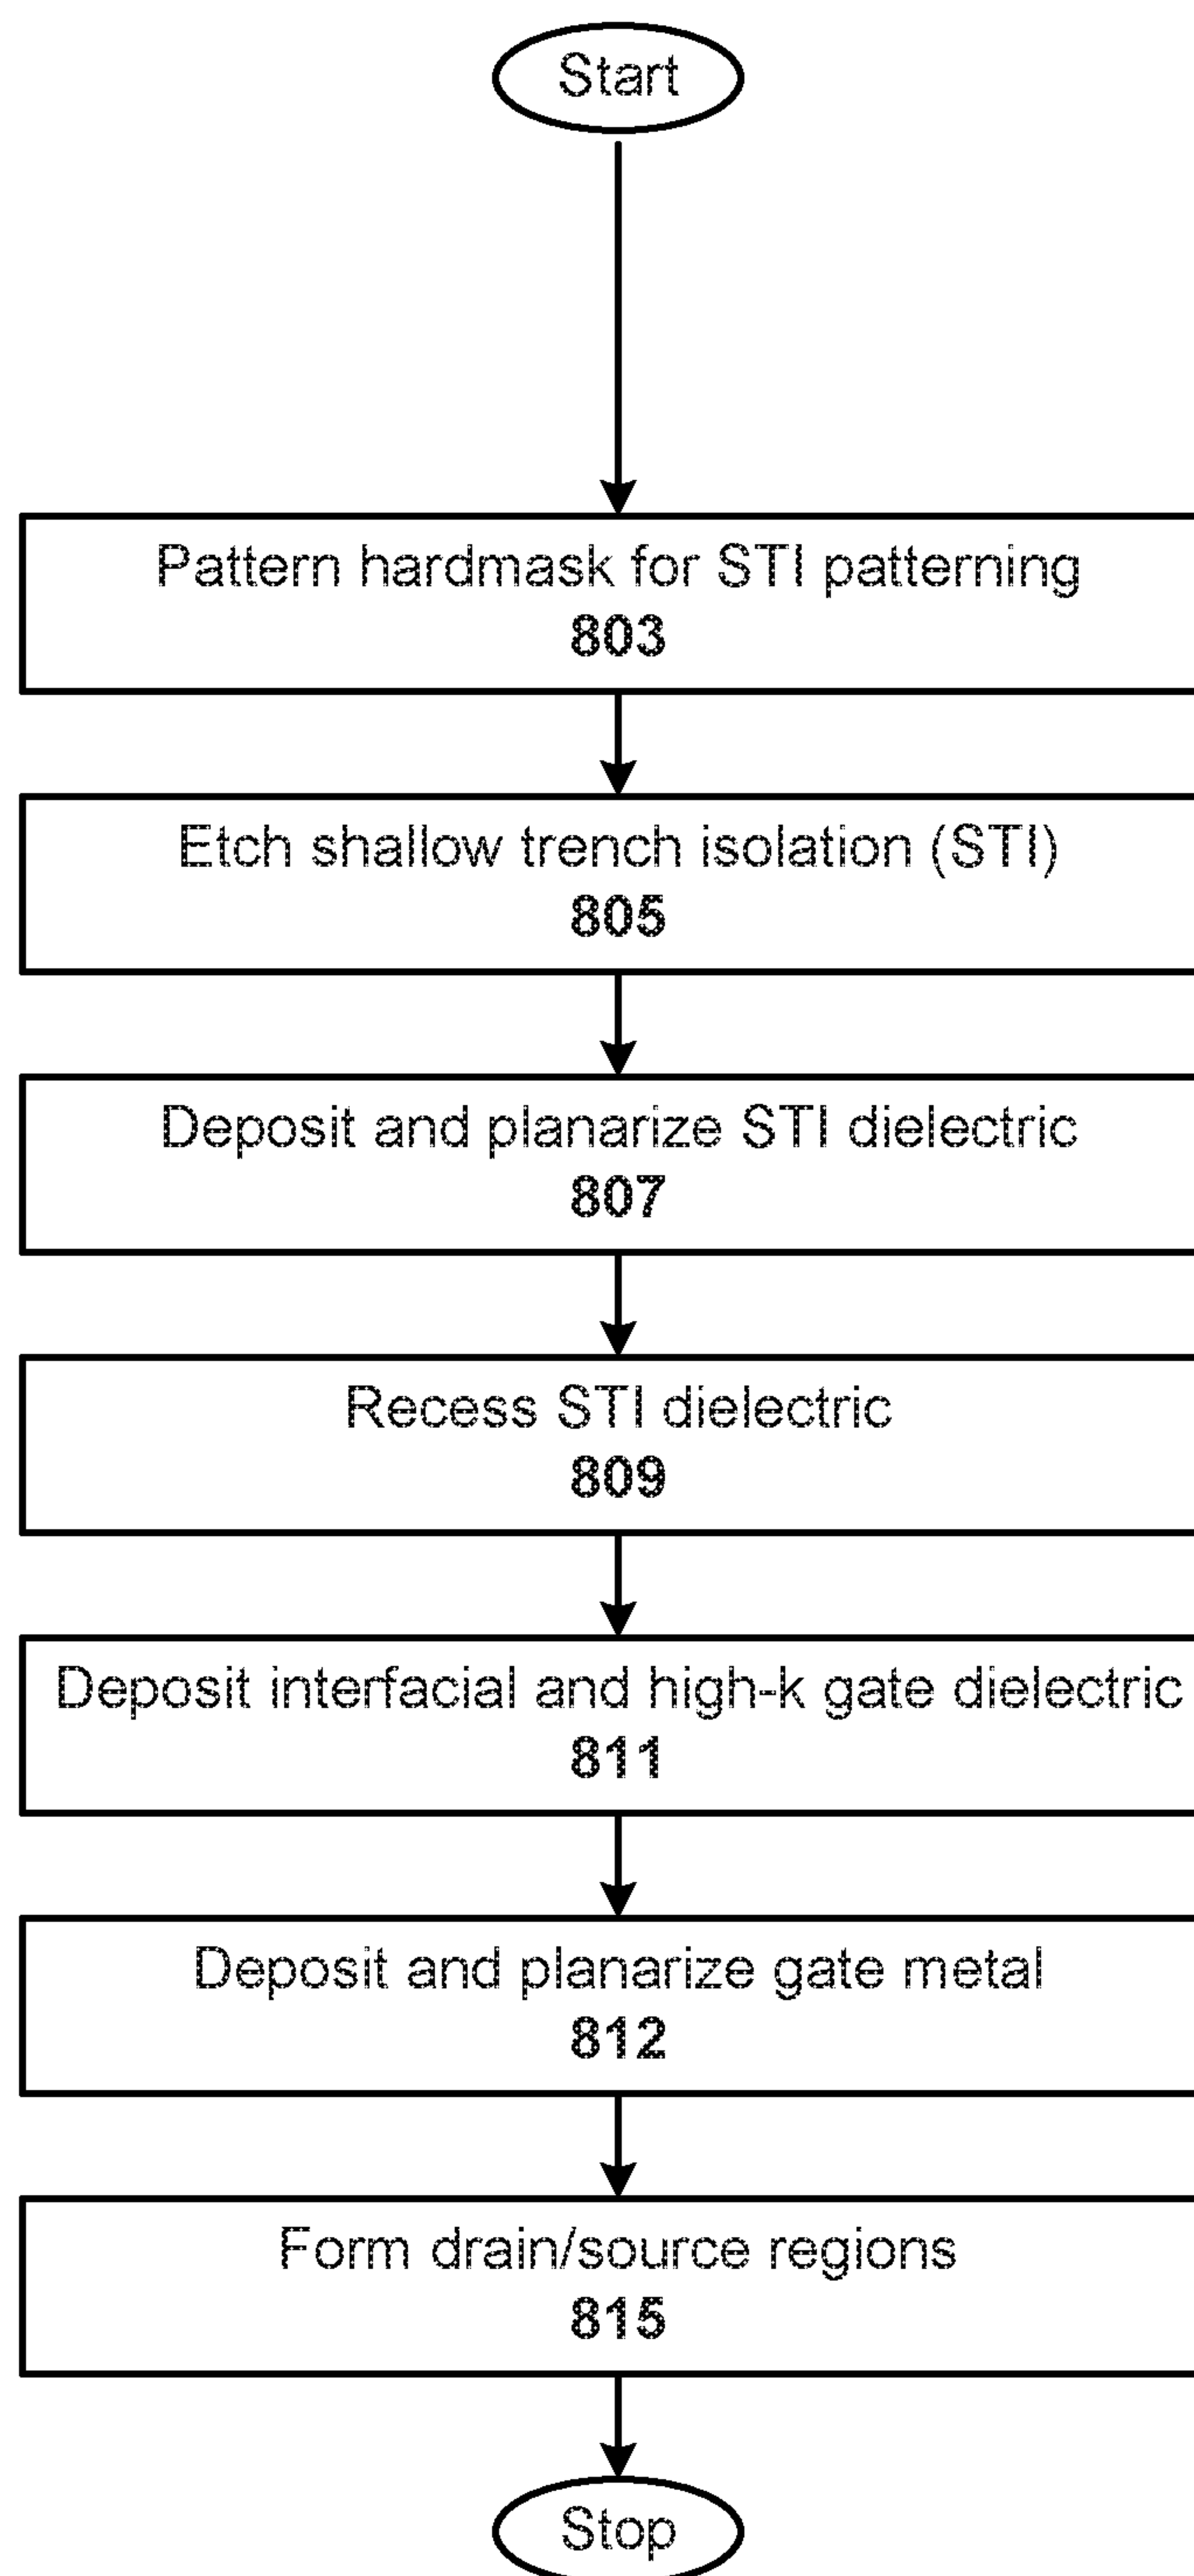 Start
Pattern hardmask for STI patterning
803
Etch shallow trench isolation (STI)
805
Deposit and planarize STI dielectric
807
Recess STI dielectric
809
Deposit interfacial and high-k gate dielectric
811
Deposit and planarize gate metal
812
Form drain/source regions
815
Stop